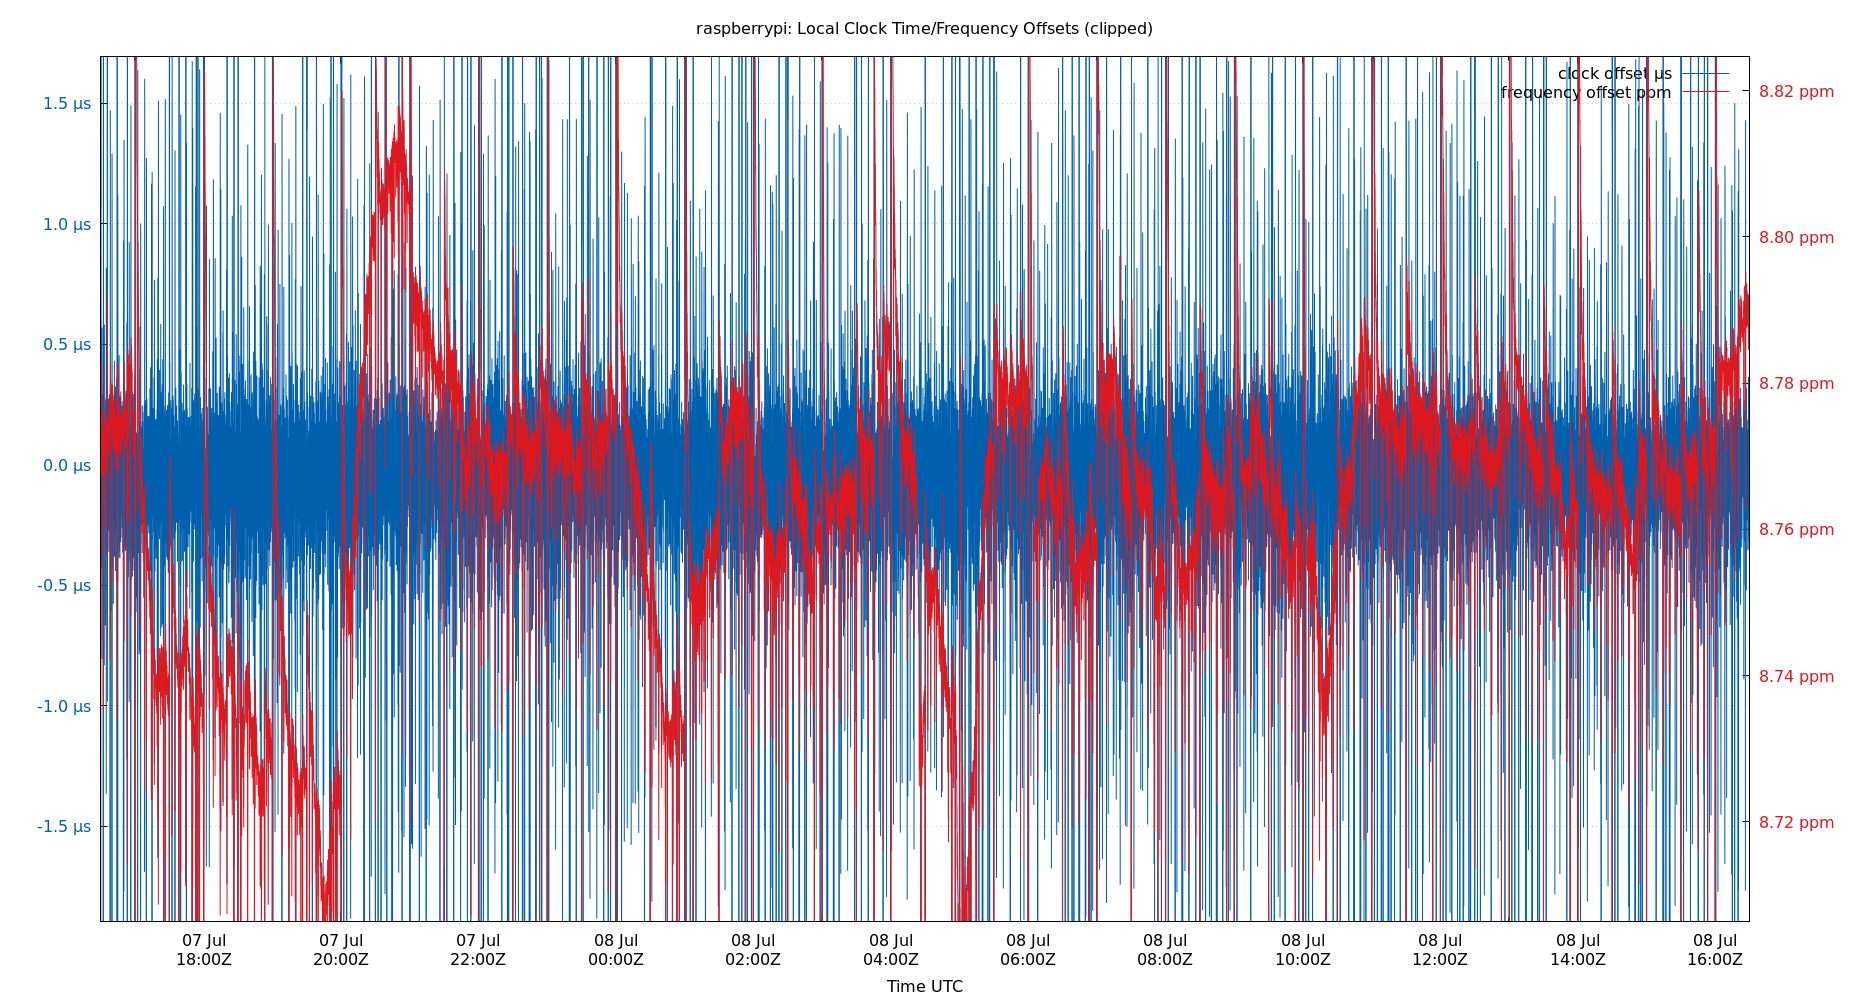 raspberrypi: Local Clock Time/Frequency Offsets (clipped)
clock offset µs
frequency offset ppm
1.5 µs
1.0 µs
0.5 µs
0.0 µs
-0.5 µs
-1.0 µs
-1.5 µs
8.82 ppm
8.80 ppm
8.78 ppm
8.76 ppm
8.74 ppm
8.72 ppm
07 Jul 07 Jul 07 Jul 08 Jul 08 Jul 08 Jul 08 Jul 08 Jul 08 Jul 08 Jul 08 Jul 08 Jul
18:00Z 20:00Z 22:00Z 00:00Z 02:00Z 04:00Z 06:00Z 08:00Z 10:00Z 12:00Z 14:00Z 16:00Z
Time UTC